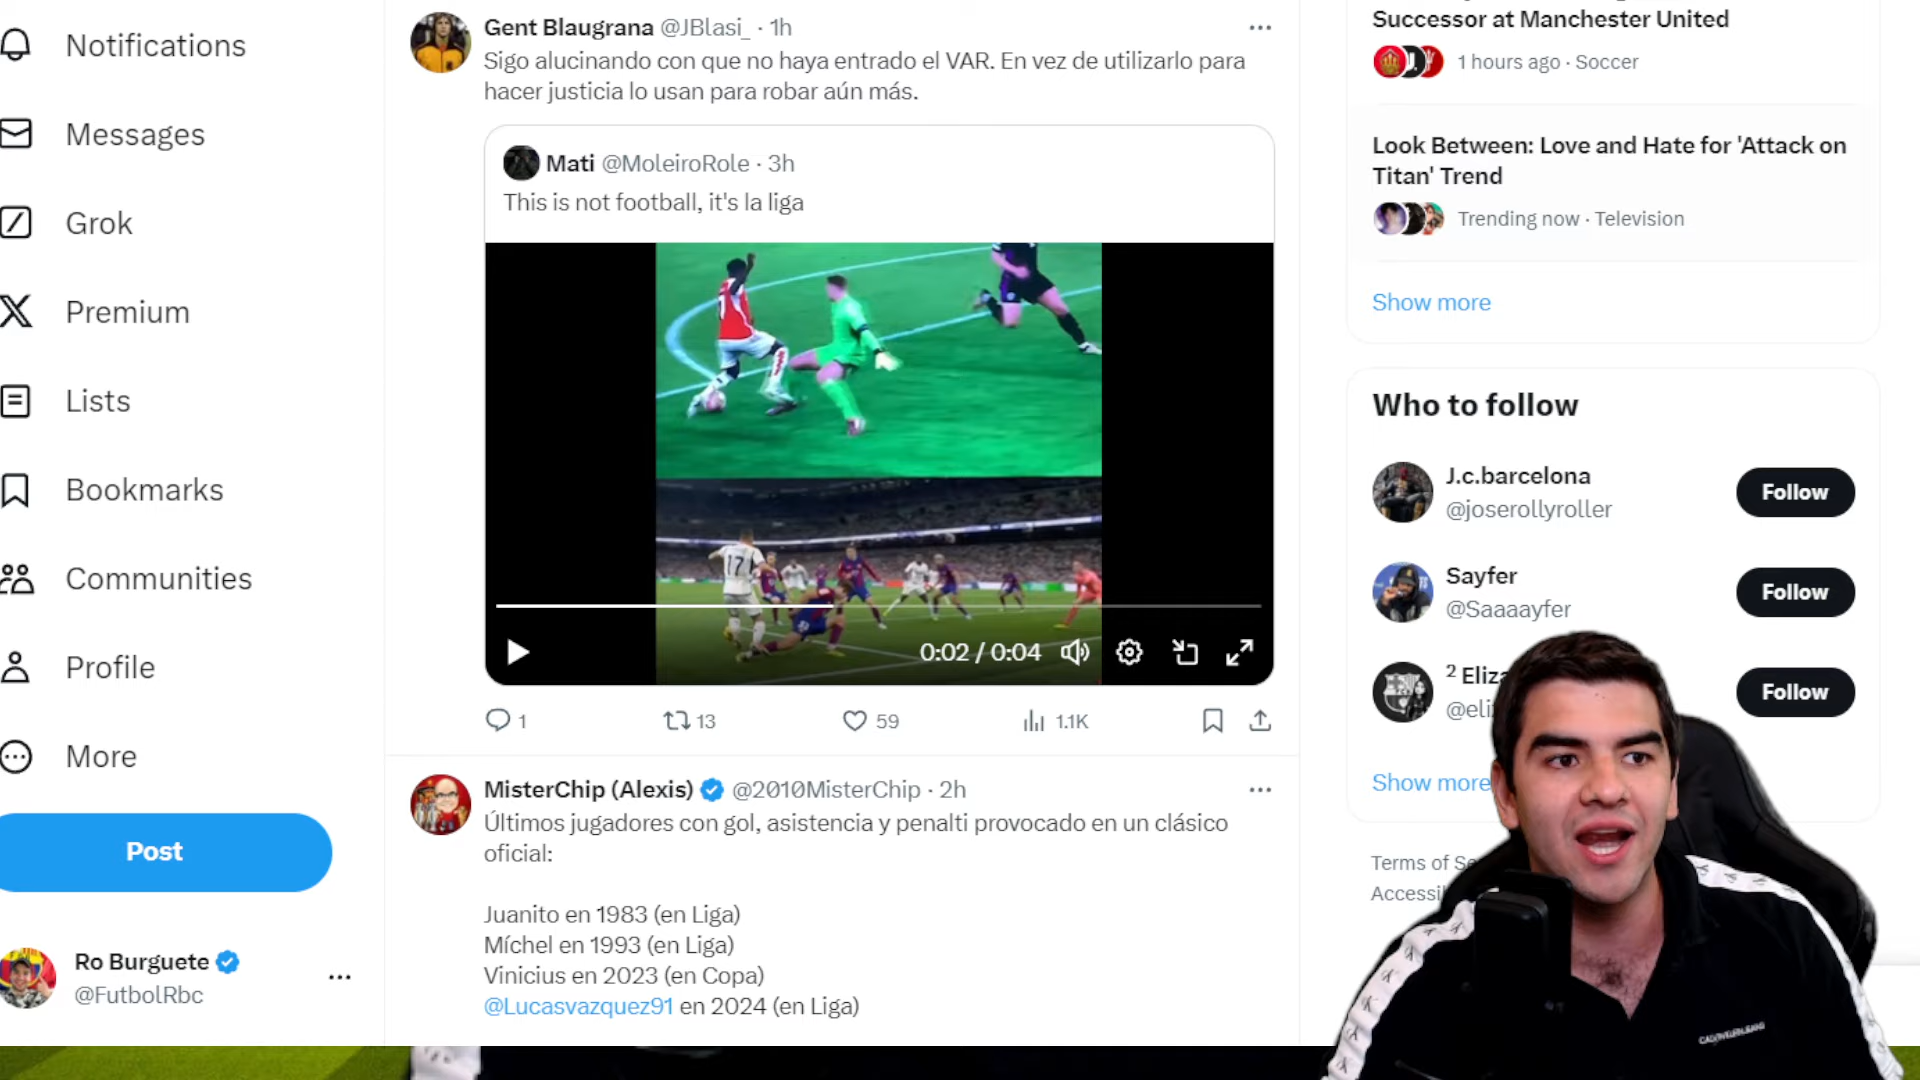 Notifications
Messages
Grok
Premium
Lists
Bookmarks
Communities
Profile
More
Post
Ro Burguete
@FutbolRbc
Gent Blaugrana @JBlasi_ · 1h
Sigo alucinando con que no haya entrado el VAR. En vez de utilizarlo para
hacer justicia lo usan para robar aún más.
Mati @MoleiroRole · 3h
This is not football, it's la liga
17
0:02 / 0:04
1 13 59 1.1K
MisterChip (Alexis) @2010MisterChip · 2h
Últimos jugadores con gol, asistencia y penalti provocado en un clásico
oficial:
Juanito en 1983 (en Liga)
Míchel en 1993 (en Liga)
Vinicius en 2023 (en Copa)
@Lucasvazquez91 en 2024 (en Liga)
Successor at Manchester United
1 hours ago · Soccer
Look Between: Love and Hate for 'Attack on
Titan' Trend
Trending now · Television
Show more
Who to follow
J.c.barcelona
@joserollyroller
Follow
Sayfer
@Saaaayfer
Follow
² Eliz
@eli
Follow
Show more
Terms of Se
Accessi